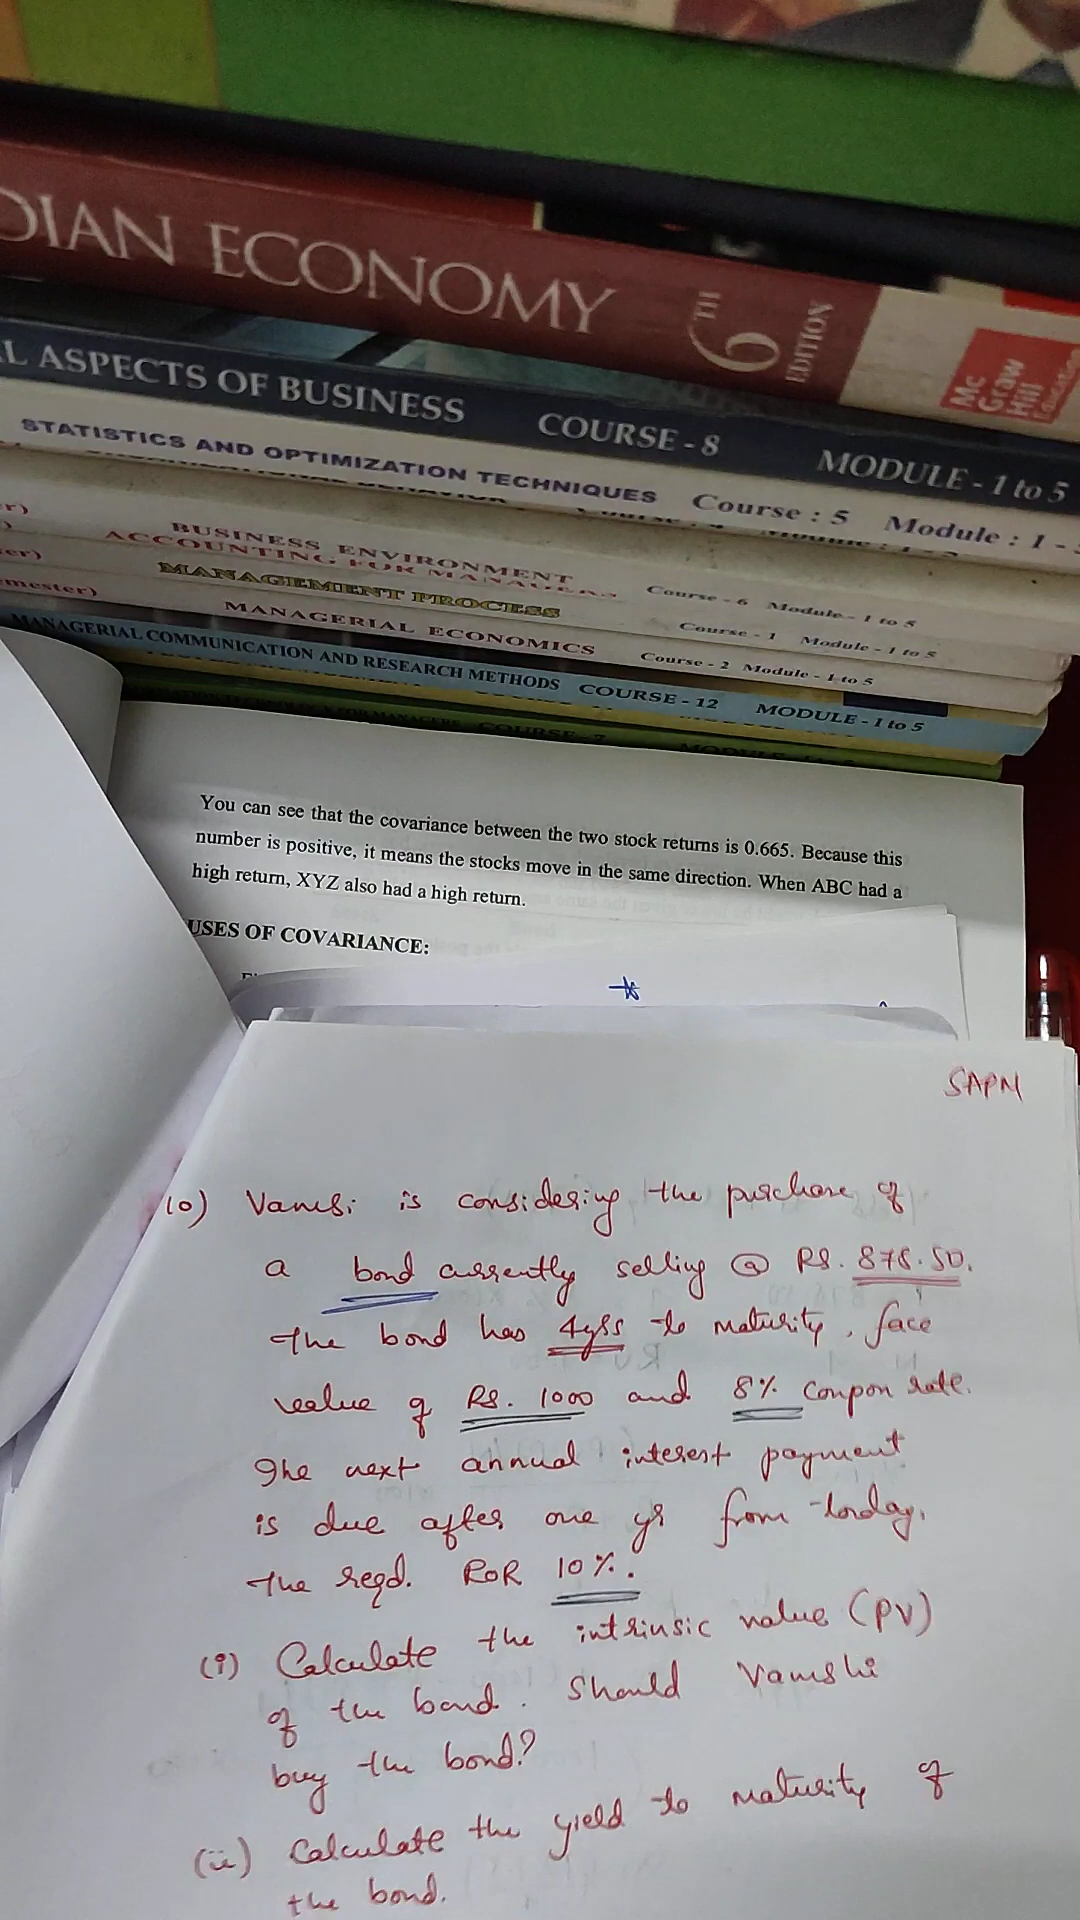 DIAN ECONOMY 6TH EDITION
Mc
Graw
Hill
Education
L ASPECTS OF BUSINESS COURSE - 8 MODULE - 1 to 5
STATISTICS AND OPTIMIZATION TECHNIQUES Course : 5 Module : 1 -
BUSINESS ENVIRONMENT Course - 6 Module - 1 to 5
ACCOUNTING FOR MANAGERS
MANAGEMENT PROCESS Course - 1 Module - 1 to 5
MANAGERIAL ECONOMICS Course - 2 Module - 1 to 5
MANAGERIAL COMMUNICATION AND RESEARCH METHODS COURSE - 12 MODULE - 1 to 5
You can see that the covariance between the two stock returns is 0.665. Because this
number is positive, it means the stocks move in the same direction. When ABC had a
high return, XYZ also had a high return.
USES OF COVARIANCE:
SAPM
10) Vamsi is considering the purchase of
a bond currently selling @ RS. 878.50.
The bond has 4yrs to maturity, face
value of RS. 1000 and 8% coupon rate.
The next annual interest payment
is due after one yr from today.
The reqd. ROR 10%.
(i) Calculate the intrinsic value (PV)
of the bond. Should Vamshi
buy the bond?
(ii) Calculate the yield to maturity of
the bond.